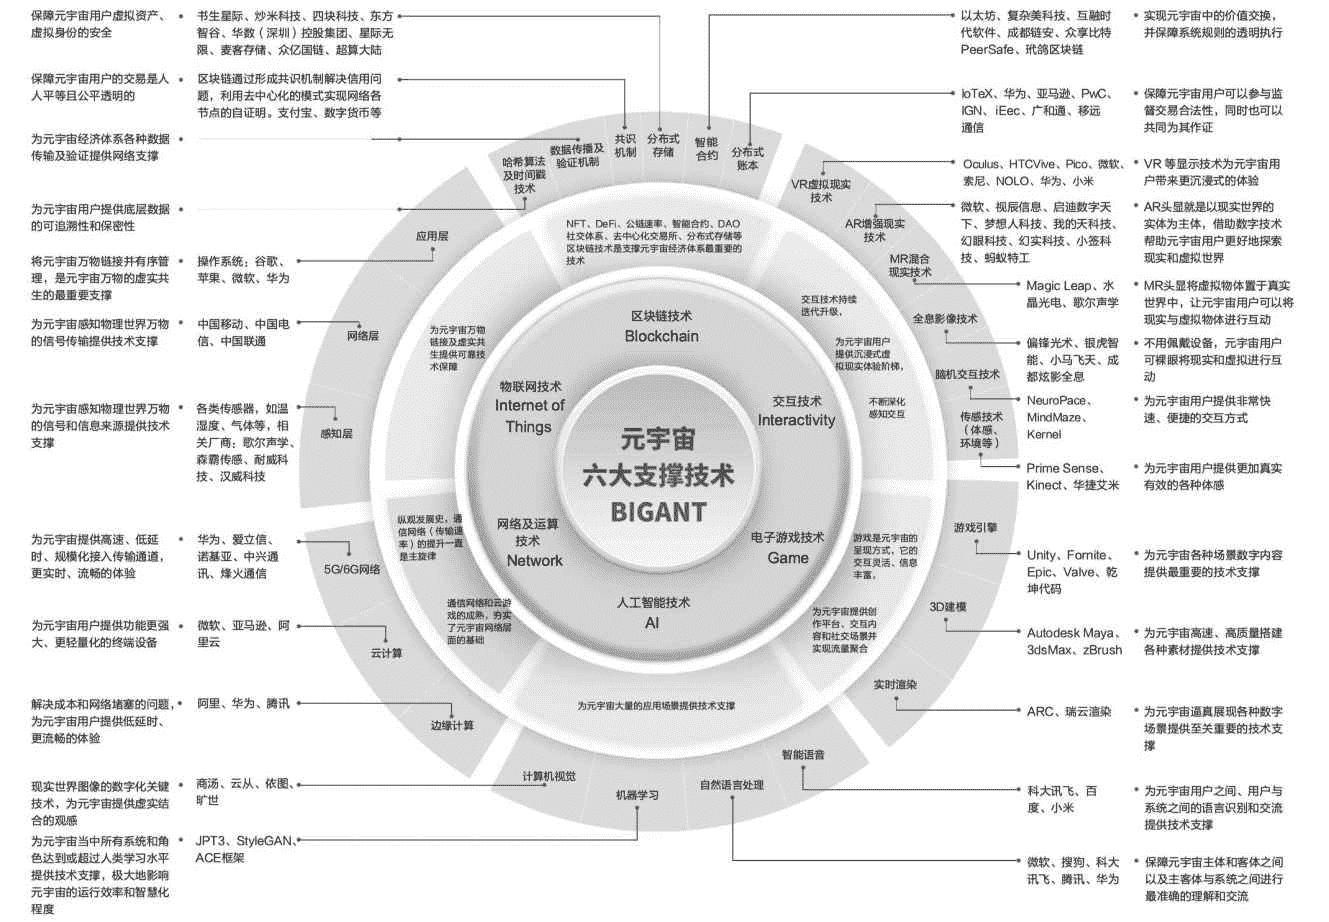 保障元宇宙用户虚拟资产、
虚拟身份的安全
书生星际、炒米科技、四块科技、东方
智谷、华数（深圳）控股集团、星际无
限、麦客存储、众亿国链、超算大陆
保障元宇宙用户的交易是人
人平等且公平透明的
区块链通过形成共识机制解决信用问
题，利用去中心化的模式实现网络各
节点的自证明。支付宝、数字货币等
为元宇宙经济体系各种数据
传输及验证提供网络支撑
为元宇宙用户提供底层数据
的可追溯性和保密性
将元宇宙万物链接并有序管
理，是元宇宙万物的虚实共
生的最重要支撑
操作系统：谷歌、
苹果、微软、华为
为元宇宙感知物理世界万物
的信号传输提供技术支撑
中国移动、中国电
信、中国联通
为元宇宙感知物理世界万物
的信号和信息来源提供技术
支撑
各类传感器，如温
湿度、气体等，相
关厂商：歌尔声学、
森霸传感、耐威科
技、汉威科技
为元宇宙提供高速、低延
时、规模化接入传输通道，
更实时、流畅的体验
华为、爱立信、
诺基亚、中兴通
讯、烽火通信
为元宇宙用户提供功能更强
大、更轻量化的终端设备
微软、亚马逊、阿
里云
解决成本和网络堵塞的问题，
为元宇宙用户提供低延时、
更流畅的体验
阿里、华为、腾讯
现实世界图像的数字化关键
技术，为元宇宙提供虚实结
合的观感
商汤、云从、依图、
旷世
为元宇宙当中所有系统和角
色达到或超过人类学习水平
提供技术支撑，极大地影响
元宇宙的运行效率和智慧化
程度
JPT3、StyleGAN、
ACE框架
哈希算法
及时间戳
技术
数据传播及
验证机制
共识
机制
分布式
存储
智能
合约
分布式
账本
应用层
网络层
感知层
5G/6G网络
云计算
边缘计算
计算机视觉
机器学习
自然语言处理
智能语音
VR虚拟现实
技术
AR增强现实
技术
MR混合
现实技术
全息影像技术
脑机交互技术
传感技术
（体感、
环境等）
游戏引擎
3D建模
实时渲染
NFT、DeFi、公链速率、智能合约、DAO
社交体系、去中心化交易所、分布式存储等
区块链技术是支撑元宇宙经济体系最重要的
技术
为元宇宙万物
链接及虚实共
生提供可靠技
术保障
交互技术持续
迭代升级，
为元宇宙用户
提供沉浸式虚
拟现实体验阶梯，
不断深化
感知交互
纵观发展史，通
信网络（传输速
率）的提升一直
是主旋律
通信网络和云游
戏的成熟，夯实
了元宇宙网络层
面的基础
游戏是元宇宙的
呈现方式，它的
交互灵活、信息
丰富，
为元宇宙提供创
作平台、交互内
容和社交场景并
实现流量聚合
为元宇宙大量的应用场景提供技术支撑
区块链技术
Blockchain
物联网技术
Internet of
Things
交互技术
Interactivity
网络及运算
技术
Network
电子游戏技术
Game
人工智能技术
AI
元宇宙
六大支撑技术
BIGANT
以太坊、复杂美科技、互融时
代软件、成都链安、众享比特
PeerSafe、玳鸽区块链
实现元宇宙中的价值交换，
并保障系统规则的透明执行
IoTeX、华为、亚马逊、PwC、
IGN、iEec、广和通、移远
通信
保障元宇宙用户可以参与监
督交易合法性，同时也可以
共同为其作证
Oculus、HTCVive、Pico、微软、
索尼、NOLO、华为、小米
VR 等显示技术为元宇宙用
户带来更沉浸式的体验
微软、视辰信息、启迪数字天
下、梦想人科技、我的天科技、
幻眼科技、幻实科技、小签科
技、蚂蚁特工
AR头显就是以现实世界的
实体为主体，借助数字技术
帮助元宇宙用户更好地探索
现实和虚拟世界
Magic Leap、水
晶光电、歌尔声学
MR头显将虚拟物体置于真实
世界中，让元宇宙用户可以将
现实与虚拟物体进行互动
偏锋光术、银虎智
能、小马飞天、成
都炫影全息
不用佩戴设备，元宇宙用户
可裸眼将现实和虚拟进行互
动
NeuroPace、
MindMaze、
Kernel
为元宇宙用户提供非常快
速、便捷的交互方式
Prime Sense、
Kinect、华捷艾米
为元宇宙用户提供更加真实
有效的各种体感
Unity、Fornite、
Epic、Valve、乾
坤代码
为元宇宙各种场景数字内容
提供最重要的技术支撑
Autodesk Maya、
3dsMax、zBrush
为元宇宙高速、高质量搭建
各种素材提供技术支撑
ARC、瑞云渲染
为元宇宙逼真展现各种数字
场景提供至关重要的技术支
撑
科大讯飞、百
度、小米
为元宇宙用户之间、用户与
系统之间的语言识别和交流
提供技术支撑
微软、搜狗、科大
讯飞、腾讯、华为
保障元宇宙主体和客体之间
以及主客体与系统之间进行
最准确的理解和交流